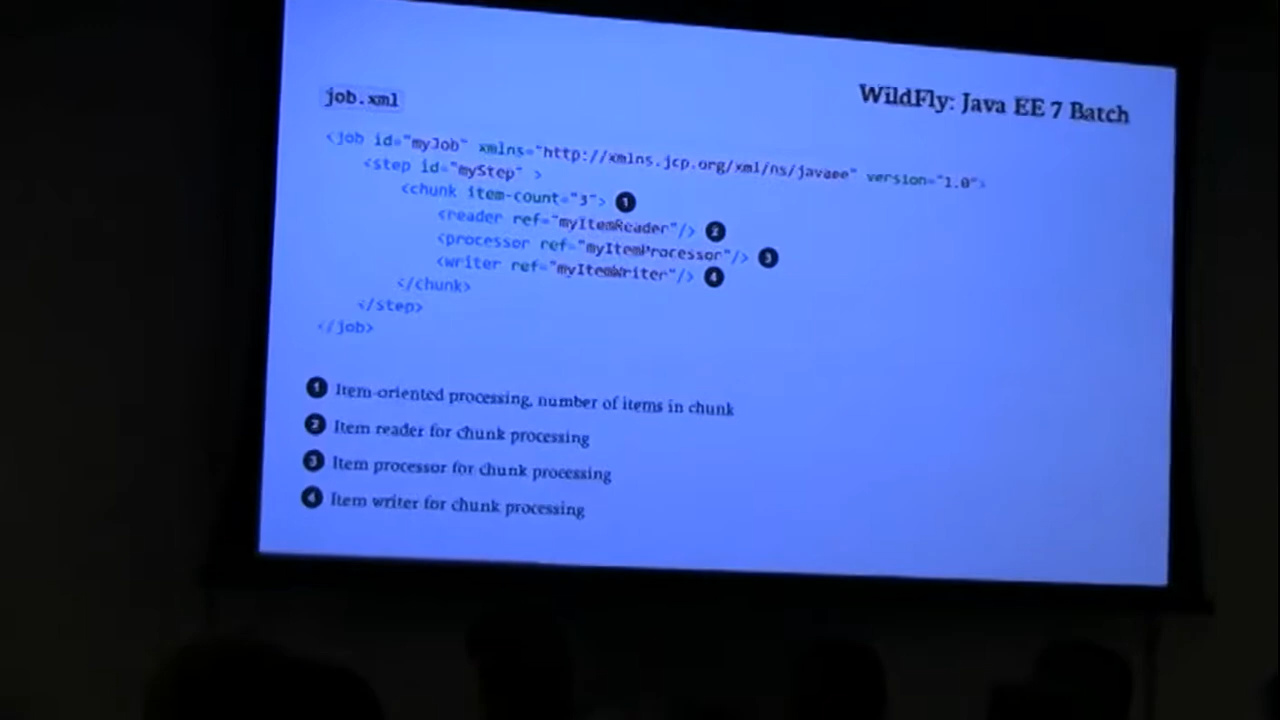 WildFly: Java EE 7 Batch
job.xml
<job id="myJob" xmlns="http://xmlns.jcp.org/xml/ns/javaee" version="1.0">
<step id="myStep" >
<chunk item-count="3"> 1
<reader ref="myItemReader"/> 2
<processor ref="myItemProcessor"/> 3
<writer ref="myItemWriter"/> 4
</chunk>
</step>
</job>
1 Item-oriented processing, number of items in chunk
2 Item reader for chunk processing
3 Item processor for chunk processing
4 Item writer for chunk processing